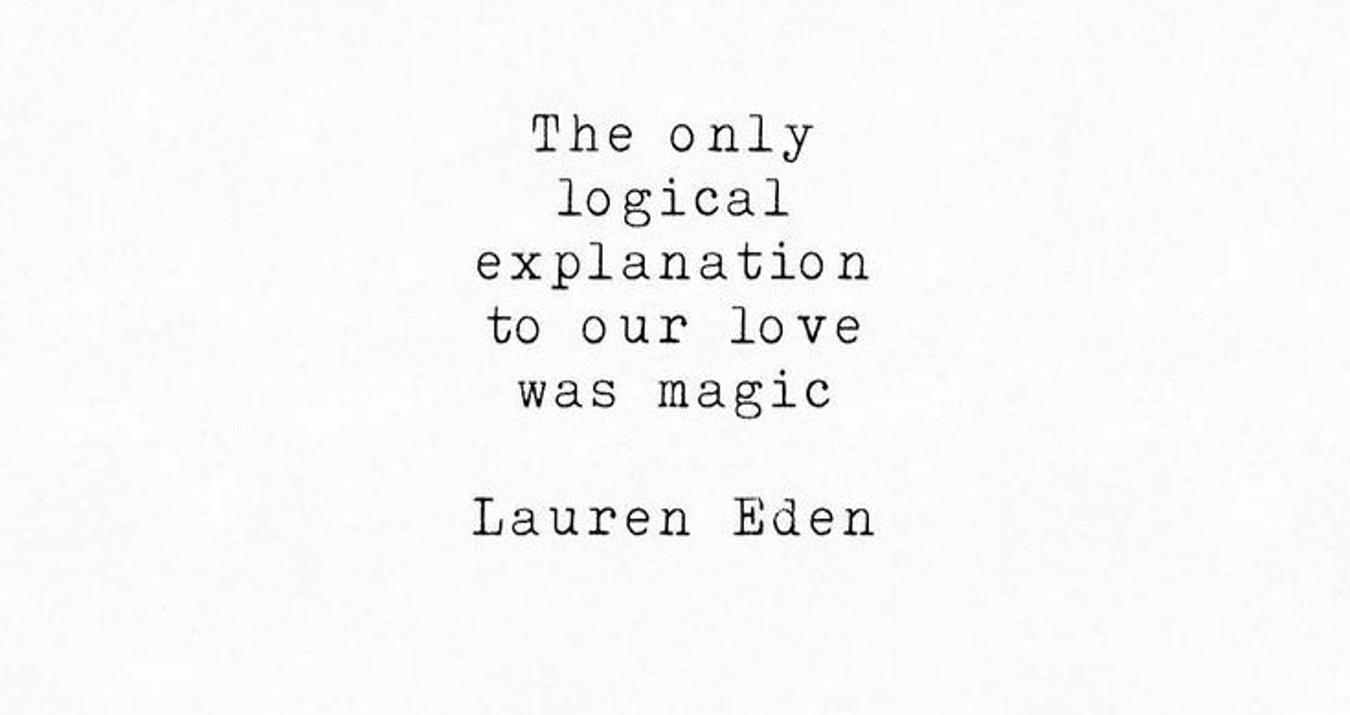 The only
logical
explanation
to our love
was magic
Lauren Eden